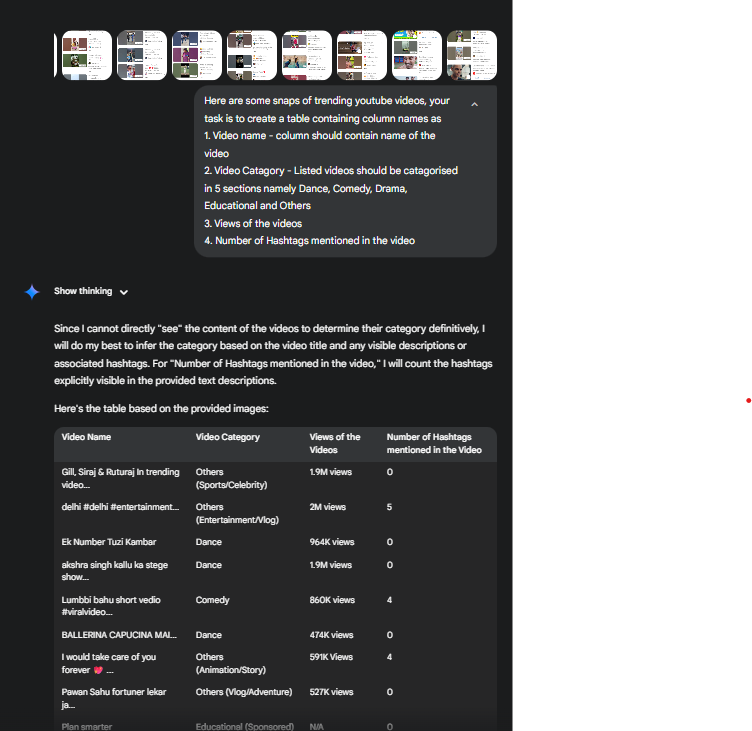 Here are some snaps of trending youtube videos, your
task is to create a table containing column names as
1. Video name - column should contain name of the
video
2. Video Catagory - Listed videos should be catagorised
in 5 sections namely Dance, Comedy, Drama,
Educational and Others
3. Views of the videos
4. Number of Hashtags mentioned in the video
Show thinking
Since I cannot directly "see" the content of the videos to determine their category definitively, I
will do my best to infer the category based on the video title and any visible descriptions or
associated hashtags. For "Number of Hashtags mentioned in the video," I will count the hashtags
explicitly visible in the provided text descriptions.
Here's the table based on the provided images:
Video Name Video Category Views of the Videos Number of Hashtags mentioned in the Video
Gill, Siraj & Ruturaj In trending video... Others (Sports/Celebrity) 1.9M views 0
delhi #delhi #entertainment... Others (Entertainment/Vlog) 2M views 5
Ek Number Tuzi Kambar Dance 964K views 0
akshra singh kallu ka stege show... Dance 1.9M views 0
Lumbbi bahu short vedio #viralvideo... Comedy 860K views 4
BALLERINA CAPUCINA MAI... Dance 474K views 0
I would take care of you forever 💖 ... Others (Animation/Story) 591K Views 4
Pawan Sahu fortuner lekar ja... Others (Vlog/Adventure) 527K views 0
Plan smarter Educational (Sponsored) N/A 0